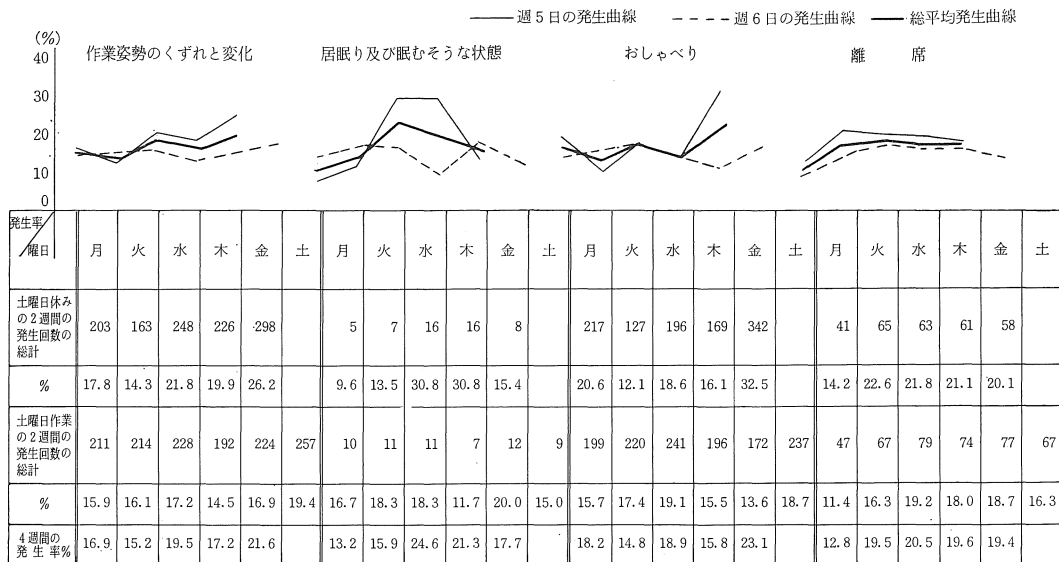 週5日の発生曲線 週6日の発生曲線 総平均発生曲線
(%)
40
30
20
10
0
作業姿勢のくずれと変化 居眠り及び眠むそうな状態 おしゃべり 離席
発生率
曜日 月 火 水 木 金 土 月 火 水 木 金 土 月 火 水 木 金 土 月 火 水 木 金 土
土曜日休み
の2週間の
発生回数の
総計
203 163 248 226 298 5 7 16 16 8 217 127 196 169 342 41 65 63 61 58
% 17.8 14.3 21.8 19.9 26.2 9.6 13.5 30.8 30.8 15.4 20.6 12.1 18.6 16.1 32.5 14.2 22.6 21.8 21.1 20.1
土曜日作業
の2週間の
発生回数の
総計
211 214 228 192 224 257 10 11 11 7 12 9 199 220 241 196 172 237 47 67 79 74 77 67
% 15.9 16.1 17.2 14.5 16.9 19.4 16.7 18.3 18.3 11.7 20.0 15.0 15.7 17.4 19.1 15.5 13.6 18.7 11.4 16.3 19.2 18.0 18.7 16.3
4週間の
発生率% 16.9 15.2 19.5 17.2 21.6 13.2 15.9 24.6 21.3 17.7 18.2 14.8 18.9 15.8 23.1 12.8 19.5 20.5 19.6 19.4